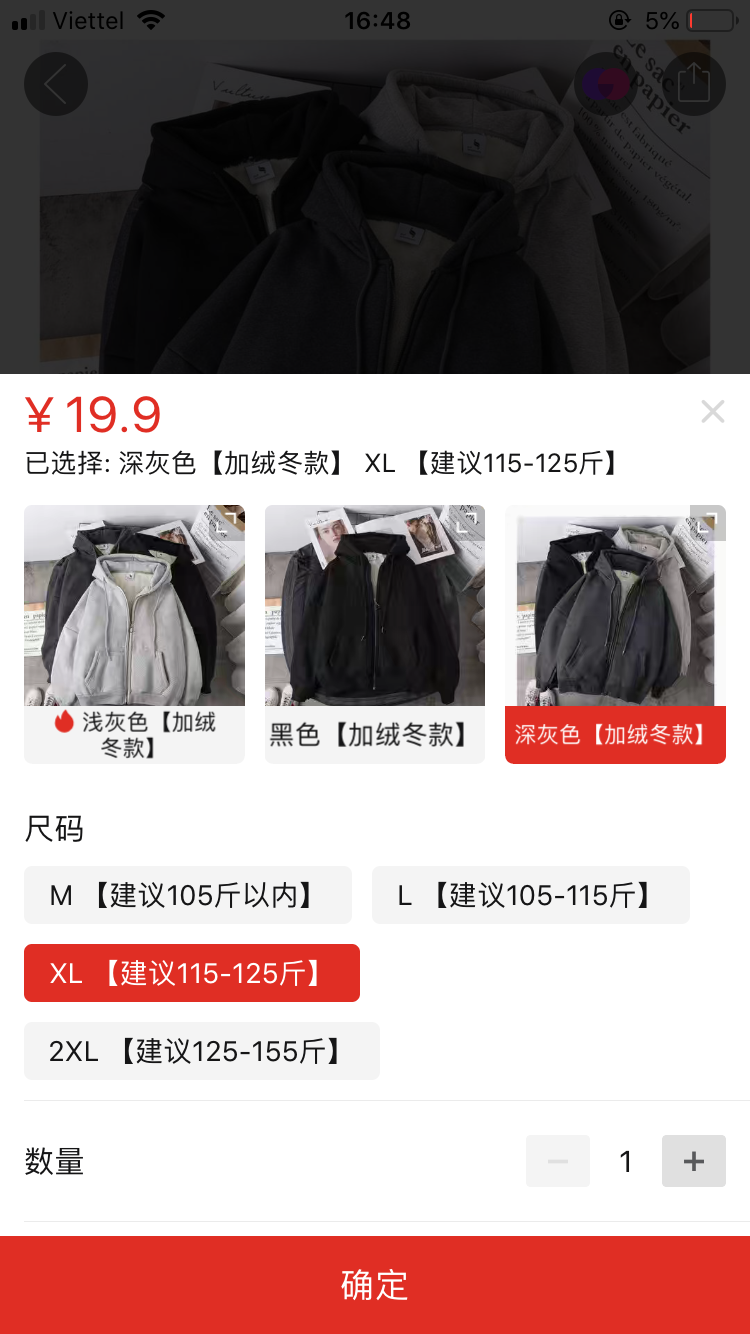 Viettel
16:48
5%
ce sac
en papier
¥ 19.9
已选择: 深灰色【加绒冬款】 XL 【建议115-125斤】
浅灰色【加绒
冬款】
黑色【加绒冬款】
深灰色【加绒冬款】
尺码
M 【建议105斤以内】
L 【建议105-115斤】
XL 【建议115-125斤】
2XL 【建议125-155斤】
数量
1
确定